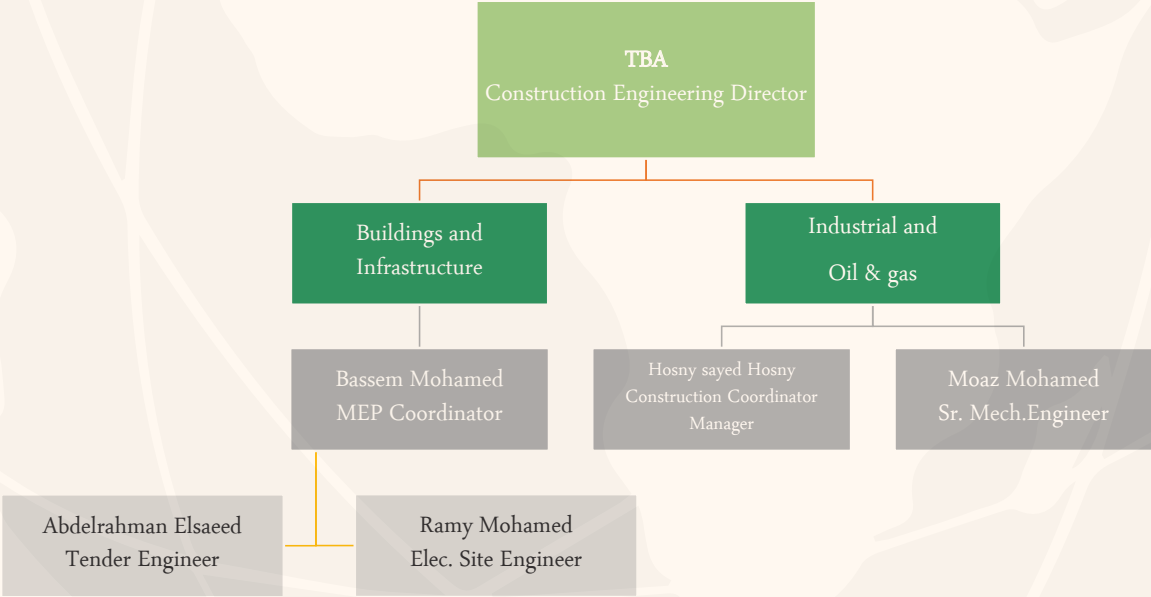 TBA
Construction Engineering Director
Buildings and
Infrastructure
Industrial and
Oil & gas
Bassem Mohamed
MEP Coordinator
Hosny sayed Hosny
Construction Coordinator
Manager
Moaz Mohamed
Sr. Mech.Engineer
Abdelrahman Elsaeed
Tender Engineer
Ramy Mohamed
Elec. Site Engineer